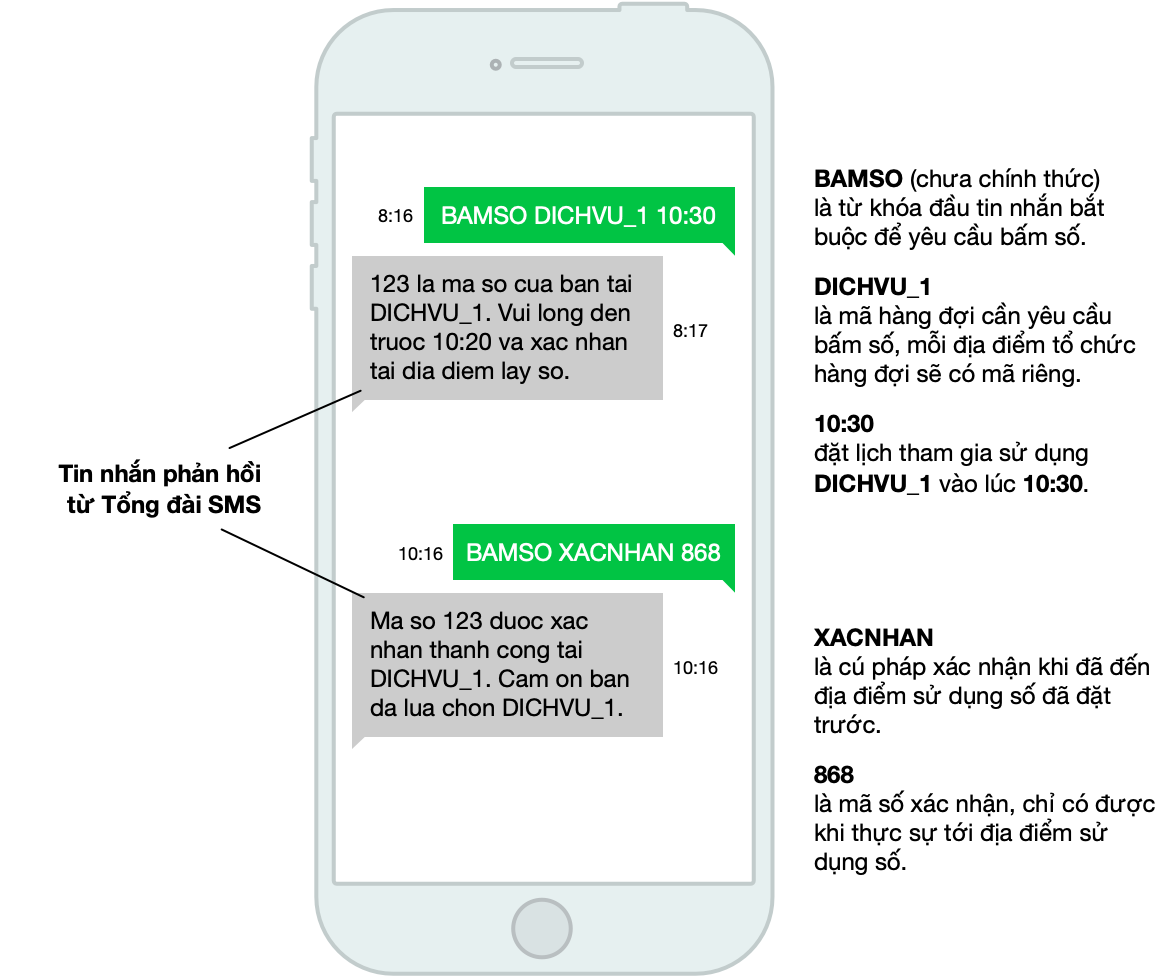 8:16
BAMSO DICHVU_1 10:30
123 la ma so cua ban tai
DICHVU_1. Vui long den
truoc 10:20 va xac nhan
tai dia diem lay so.
8:17
Tin nhắn phản hồi
từ Tổng đài SMS
10:16
BAMSO XACNHAN 868
Ma so 123 duoc xac
nhan thanh cong tai
DICHVU_1. Cam on ban
da lua chon DICHVU_1.
10:16
BAMSO (chưa chính thức)
là từ khóa đầu tin nhắn bắt
buộc để yêu cầu bấm số.
DICHVU_1
là mã hàng đợi cần yêu cầu
bấm số, mỗi địa điểm tổ chức
hàng đợi sẽ có mã riêng.
10:30
đặt lịch tham gia sử dụng
DICHVU_1 vào lúc 10:30.
XACNHAN
là cú pháp xác nhận khi đã đến
địa điểm sử dụng số đã đặt
trước.
868
là mã số xác nhận, chỉ có được
khi thực sự tới địa điểm sử
dụng số.